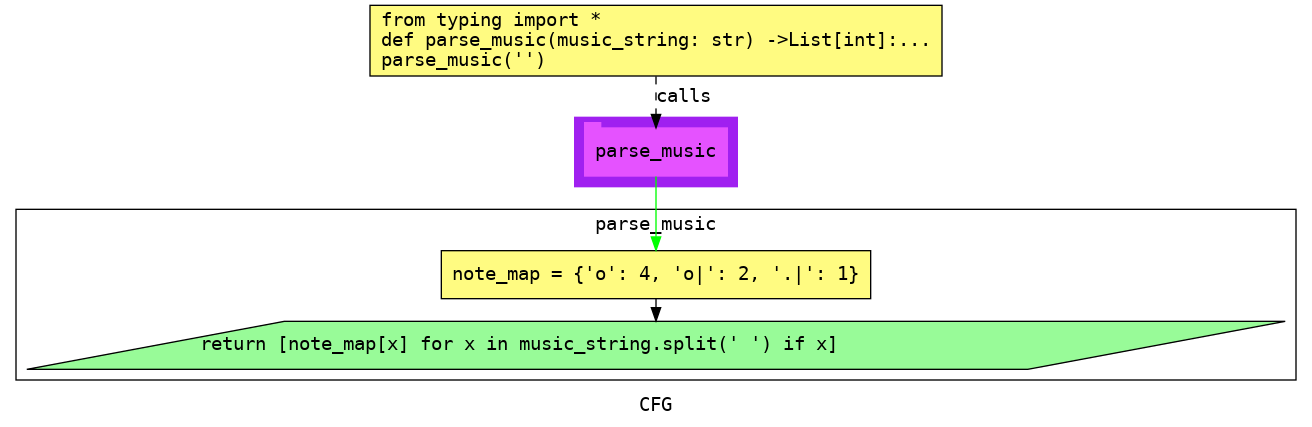 from typing import *
def parse_music(music_string: str) ->List[int]:...
parse_music('')
calls
parse_music
parse_music
note_map = {'o': 4, 'o|': 2, '.|': 1}
return [note_map[x] for x in music_string.split(' ') if x]
CFG